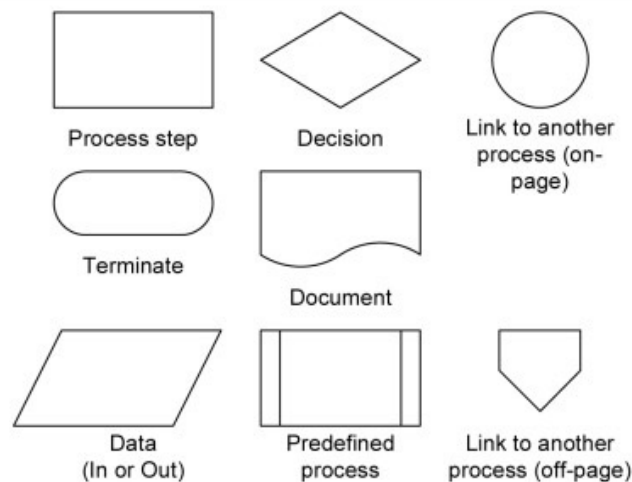 Process step
Decision
Link to another
process (on-
page)
Terminate
Document
Data
(In or Out)
Predefined
process
Link to another
process (off-page)